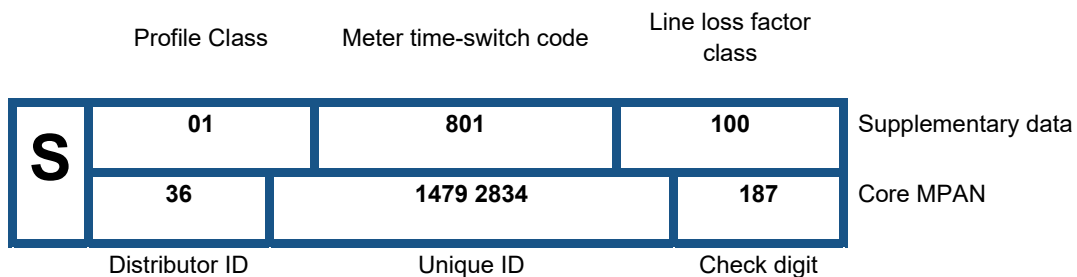 Profile Class Meter time-switch code Line loss factor
class
S 01 801 100 Supplementary data
36 1479 2834 187 Core MPAN
Distributor ID Unique ID Check digit